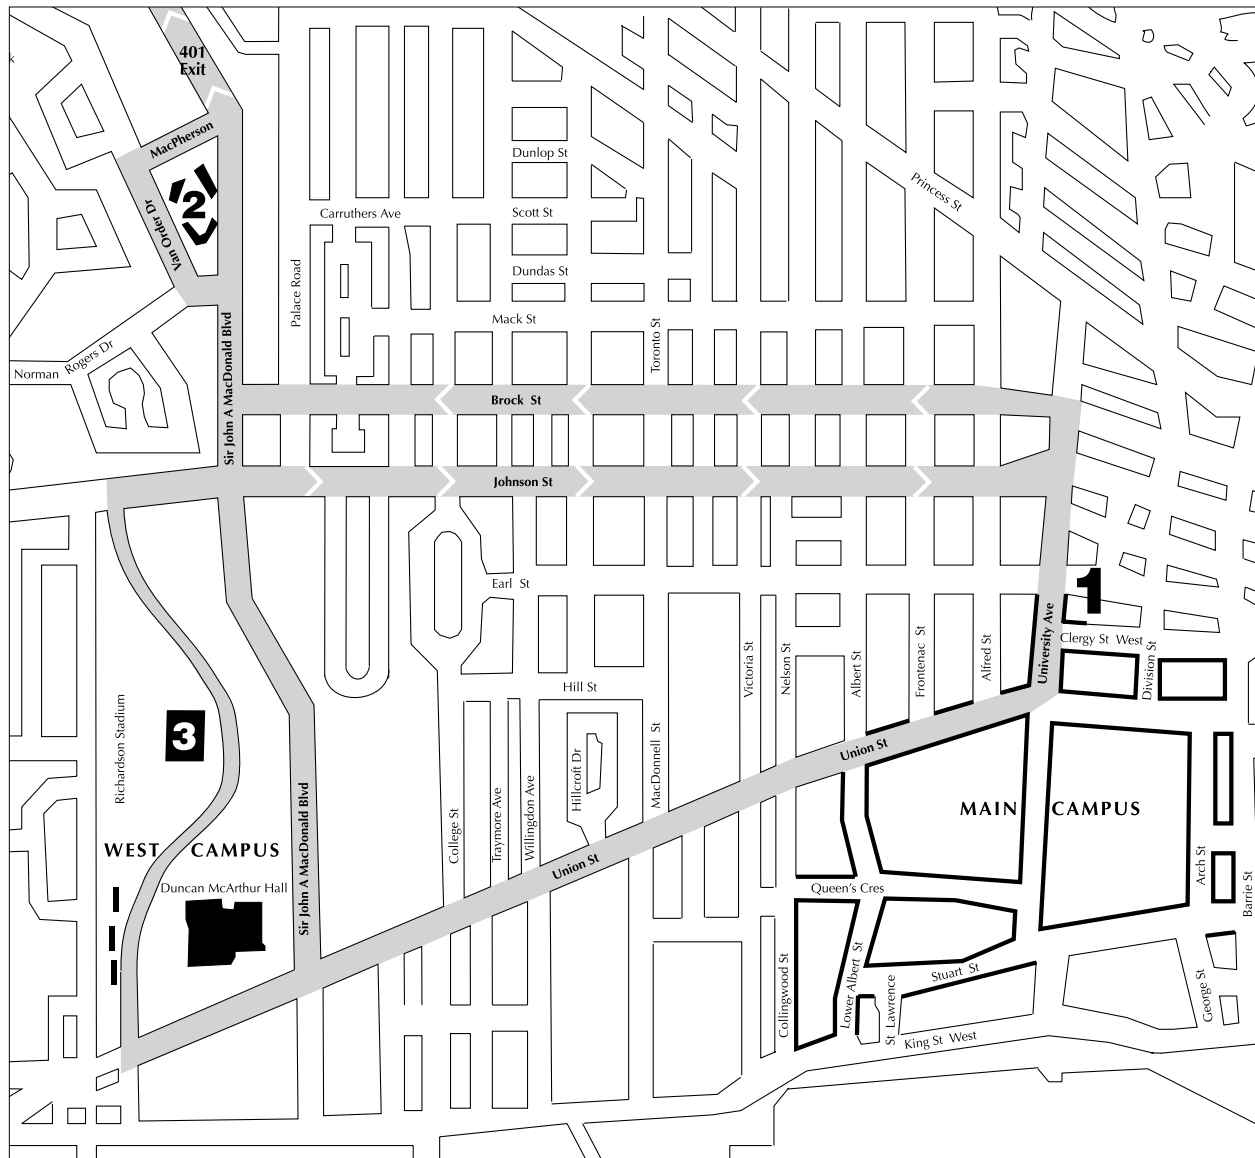 401
Exit
MacPherson
2
Van Order Dr
Dunlop St
Princess St
Scott St
Carruthers Ave
Dundas St
Palace Road
Mack St
Toronto St
Norman Rogers Dr
Sir John A MacDonald Blvd
Brock St
Johnson St
Earl St
1
University Ave
Clergy St West
Division St
Victoria St
Nelson St
Albert St
Frontenac St
Alfred St
Hill St
Richardson Stadium
3
Hillcroft Dr
MacDonnell St
Union St
MAIN CAMPUS
College St
Traymore Ave
Willingdon Ave
Sir John A MacDonald Blvd
WEST CAMPUS
Union St
Duncan McArthur Hall
Queen's Cres
Arch St
Barrie St
Collingwood St
Lower Albert St
St Lawrence
Stuart St
George St
King St West